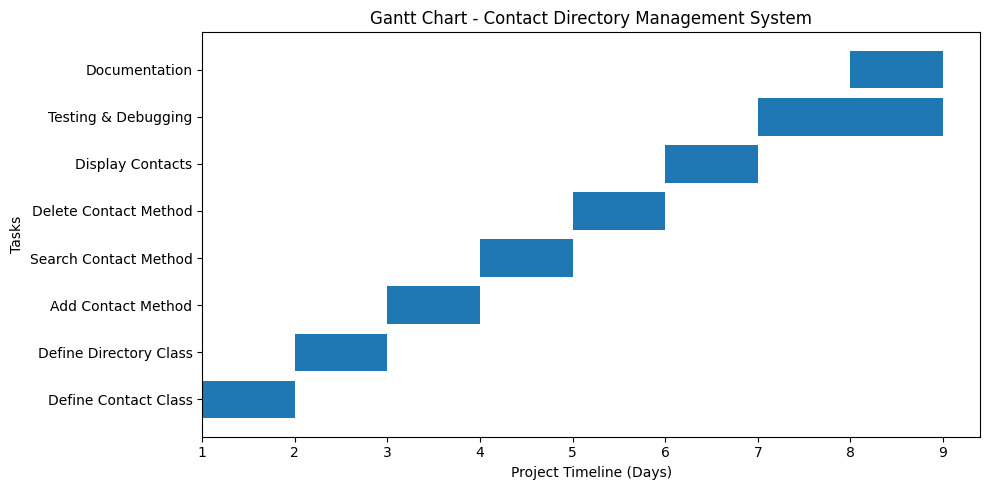 Gantt Chart - Contact Directory Management System
Documentation
Testing & Debugging
Display Contacts
Delete Contact Method
Search Contact Method
Add Contact Method
Define Directory Class
Define Contact Class
Tasks
1 2 3 4 5 6 7 8 9
Project Timeline (Days)